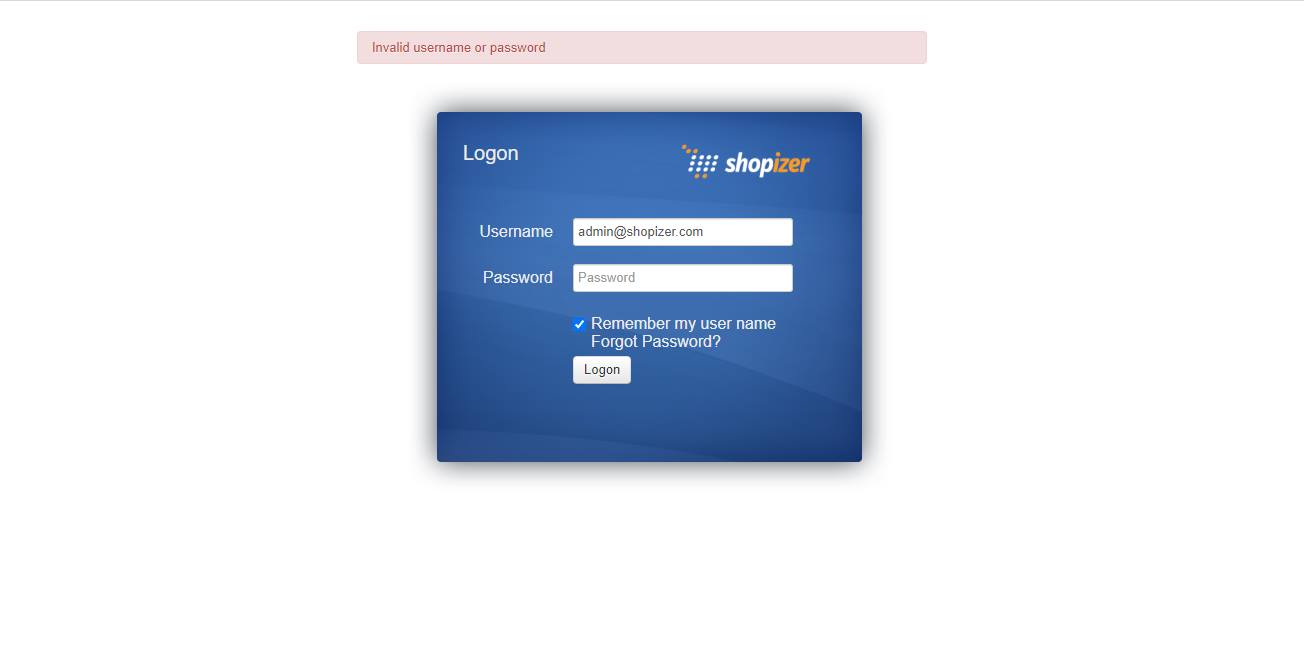 Invalid username or password
Logon
shopizer
Username
admin@shopizer.com
Password
Password
Remember my user name
Forgot Password?
Logon